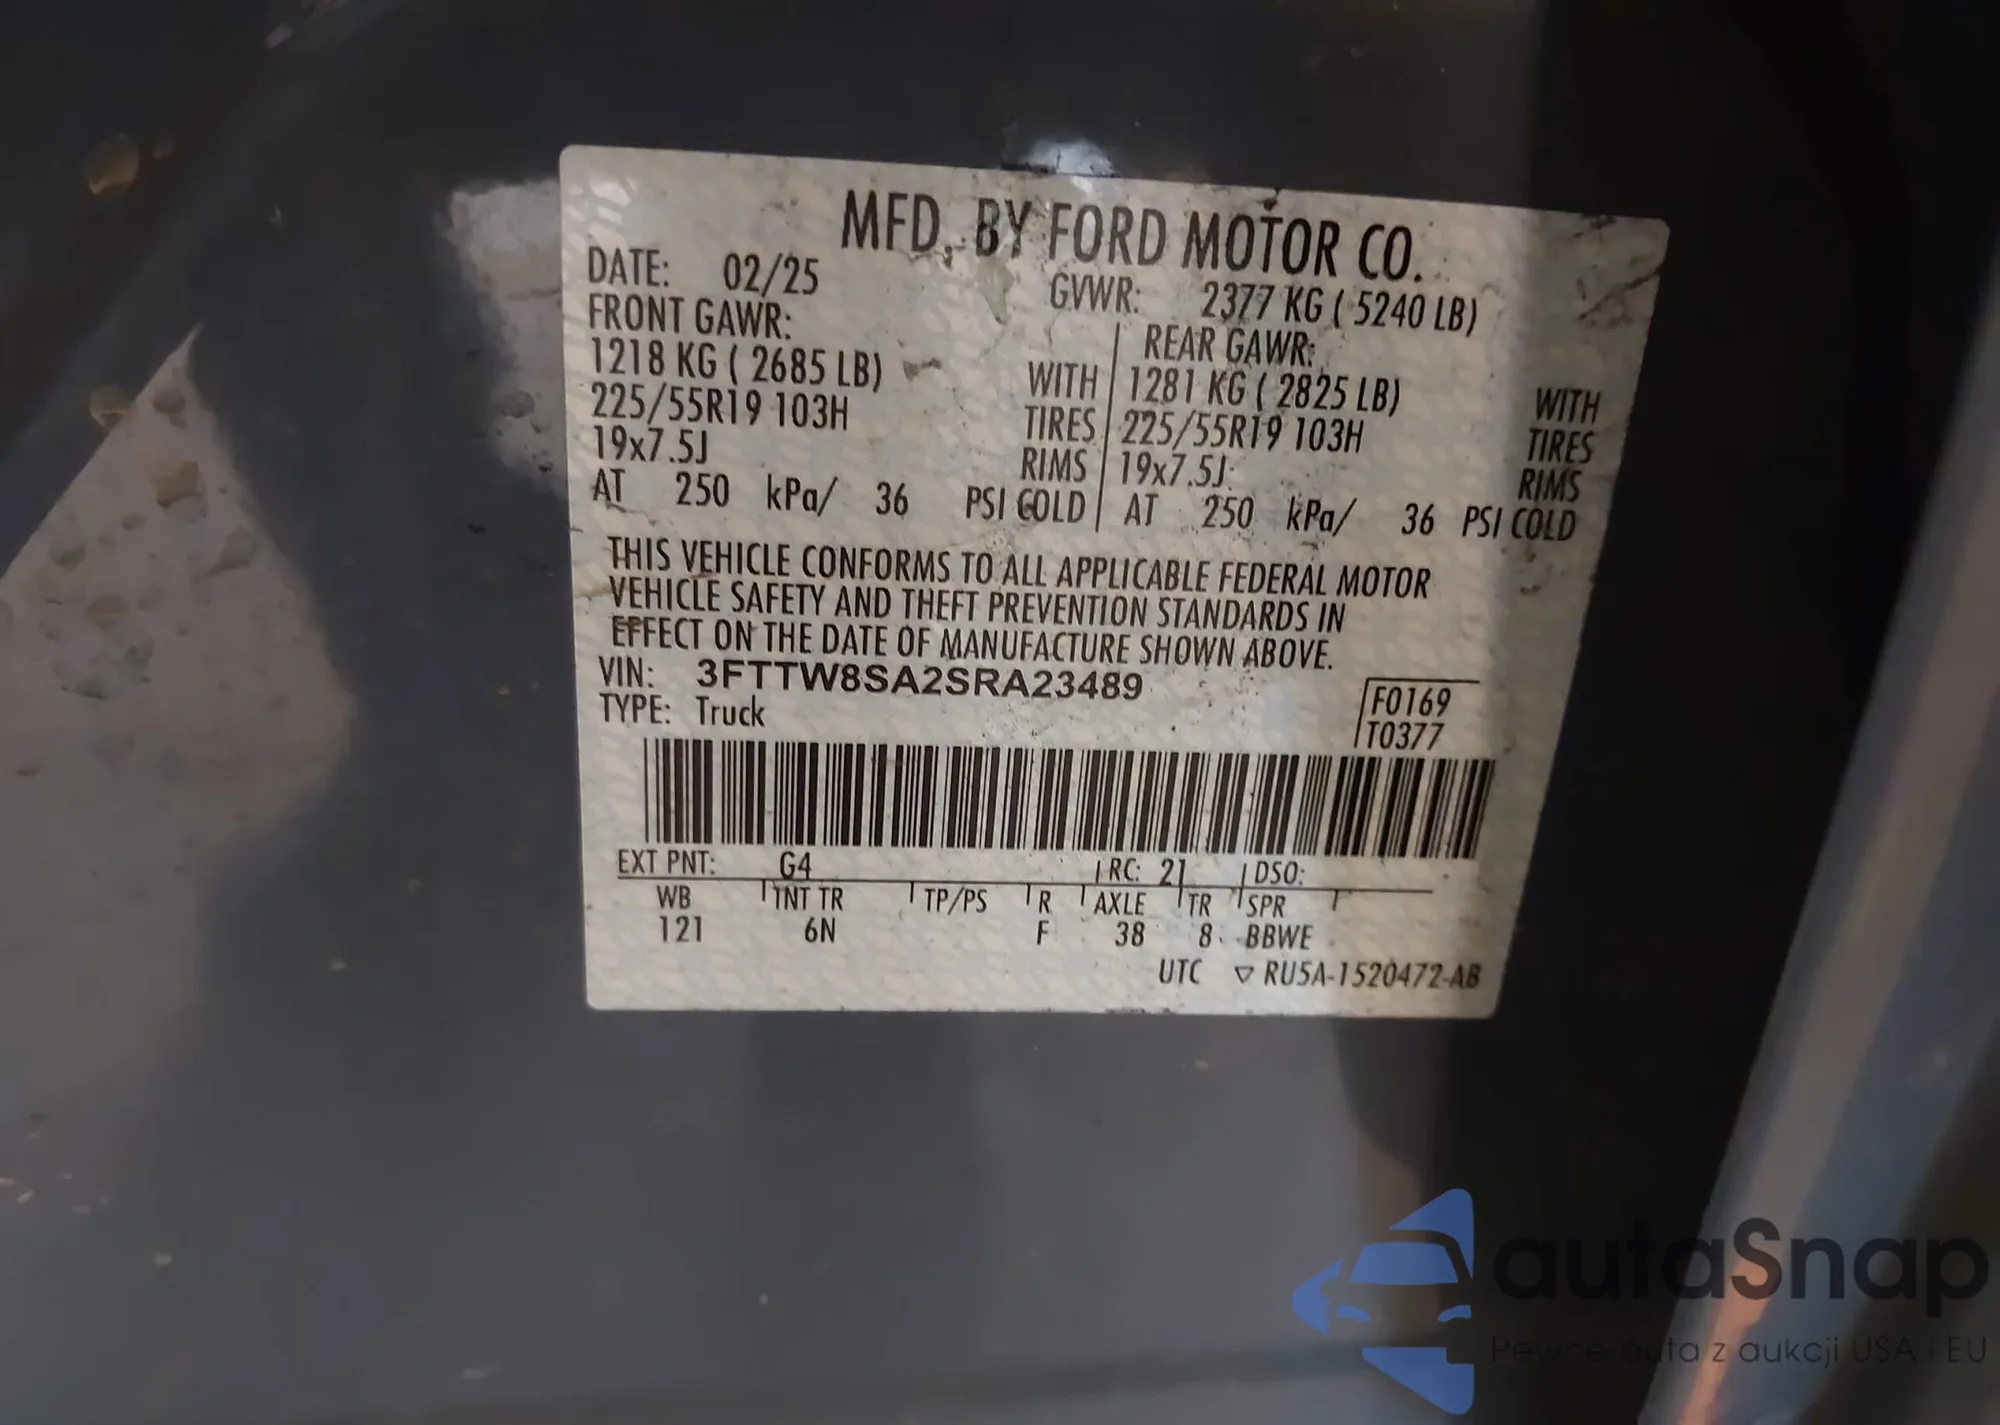 MFD. BY FORD MOTOR CO.
DATE: 02/25 GVWR: 2377 KG ( 5240 LB)
FRONT GAWR: REAR GAWR:
1218 KG ( 2685 LB) WITH 1281 KG ( 2825 LB) WITH
225/55R19 103H TIRES 225/55R19 103H TIRES
19x7.5J RIMS 19x7.5J RIMS
AT 250 kPa/ 36 PSI COLD AT 250 kPa/ 36 PSI COLD
THIS VEHICLE CONFORMS TO ALL APPLICABLE FEDERAL MOTOR
VEHICLE SAFETY AND THEFT PREVENTION STANDARDS IN
EFFECT ON THE DATE OF MANUFACTURE SHOWN ABOVE.
VIN: 3FTTW8SA2SRA23489
TYPE: Truck
F0169
T0377
EXT PNT: G4 RC: 21 DSO:
WB INT TR TP/PS R AXLE TR SPR
121 6N F 38 8 BBWE
UTC ▽ RU5A-1520472-AB
autaSnap
Pewne auta z aukcji USA i EU